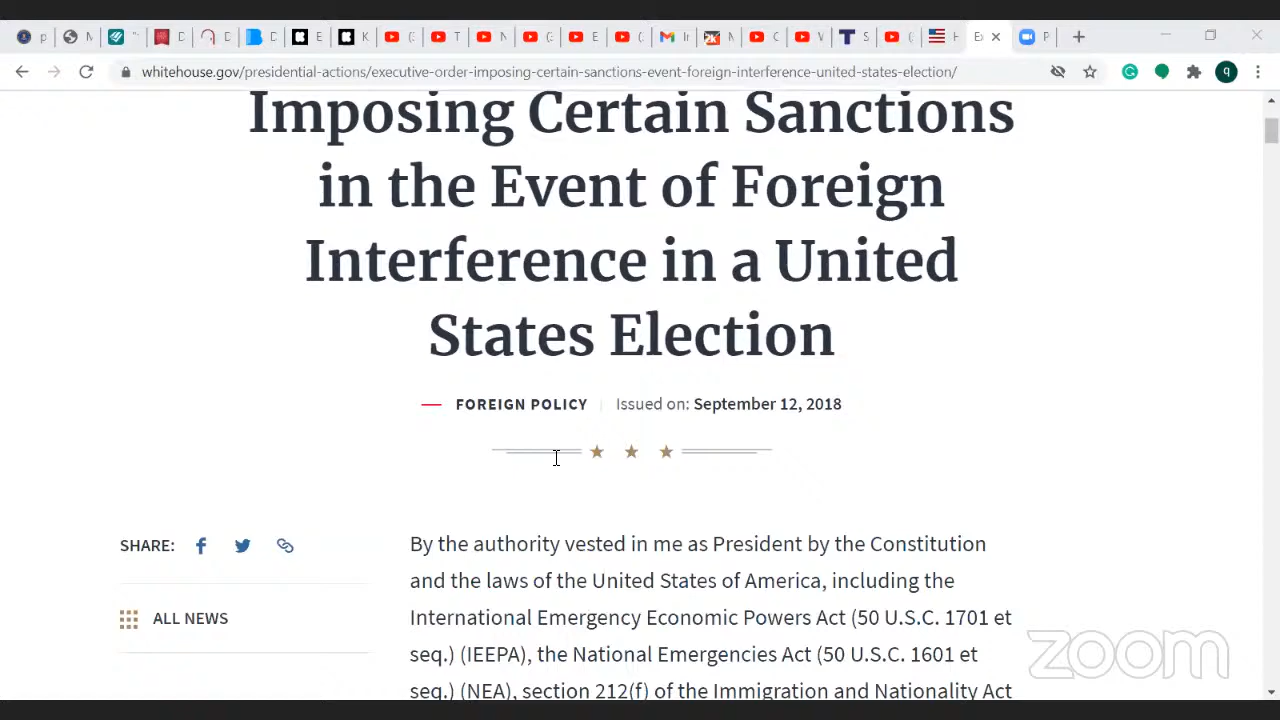 whitehouse.gov/presidential-actions/executive-order-imposing-certain-sanctions-event-foreign-interference-united-states-election/
q
Imposing Certain Sanctions
in the Event of Foreign
Interference in a United
States Election
FOREIGN POLICY | Issued on: September 12, 2018
SHARE:
ALL NEWS
By the authority vested in me as President by the Constitution
and the laws of the United States of America, including the
International Emergency Economic Powers Act (50 U.S.C. 1701 et
seq.) (IEEPA), the National Emergencies Act (50 U.S.C. 1601 et
seq.) (NEA), section 212(f) of the Immigration and Nationality Act
zoom